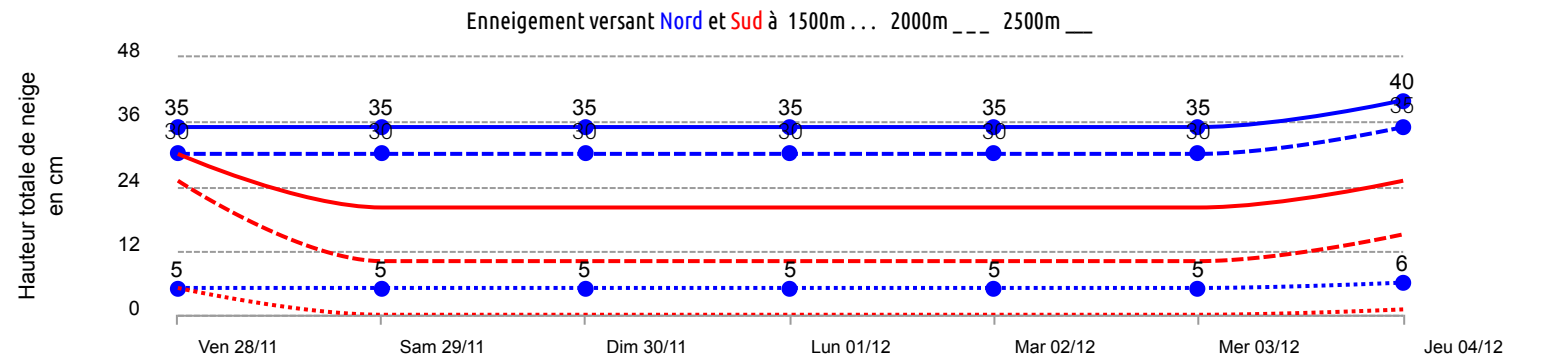 Enneigement versant Nord et Sud à 1500m . . . 2000m _ _ _ 2500m __
Hauteur totale de neige
en cm
48
36
24
12
0
35 35 35 35 35 35 40
30 30 30 30 30 30 35
5 5 5 5 5 5 6
Ven 28/11 Sam 29/11 Dim 30/11 Lun 01/12 Mar 02/12 Mer 03/12 Jeu 04/12